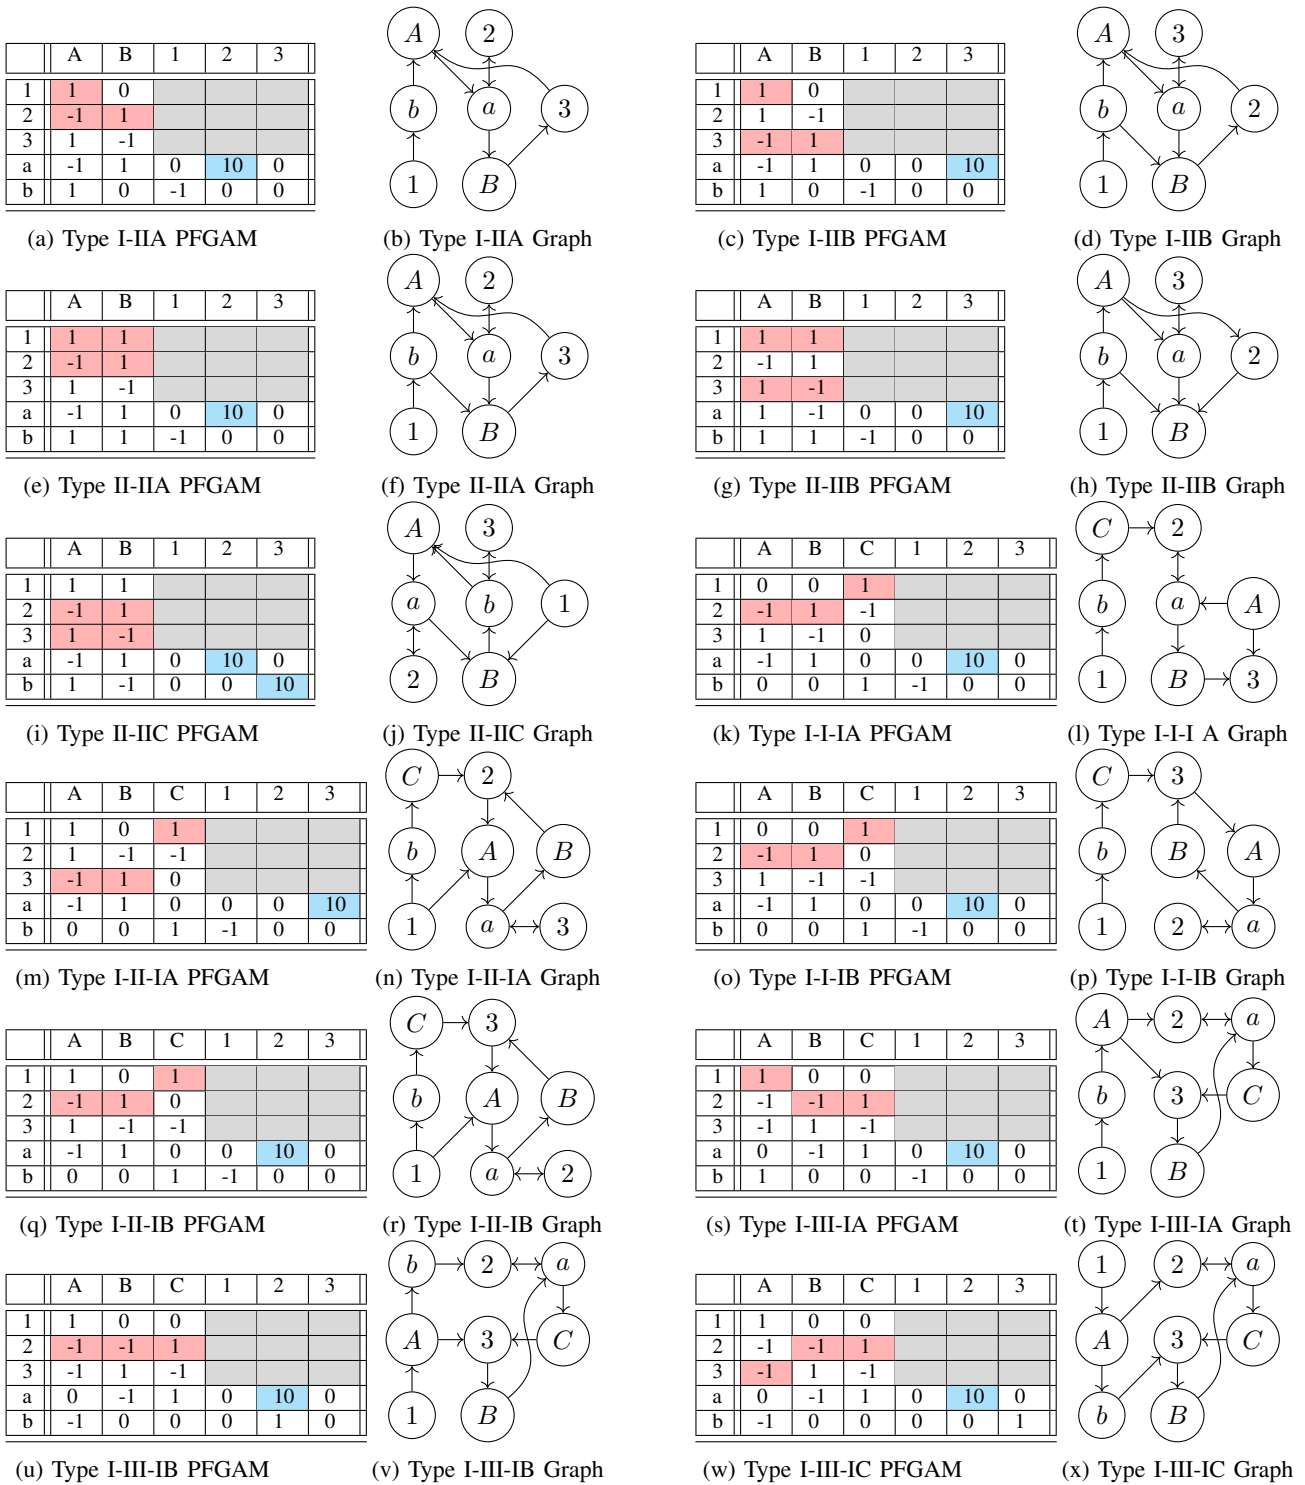 A B 1 2 3
1 1 0
2 -1 1
3 1 -1
a -1 1 0 10 0
b 1 0 -1 0 0
(a) Type I-IIA PFGAM
A 2
b a 3
1 B
(b) Type I-IIA Graph
A B 1 2 3
1 1 0
2 1 -1
3 -1 1
a -1 1 0 0 10
b 1 0 -1 0 0
(c) Type I-IIB PFGAM
A 3
b a 2
1 B
(d) Type I-IIB Graph
A B 1 2 3
1 1 1
2 -1 1
3 1 -1
a -1 1 0 10 0
b 1 1 -1 0 0
(e) Type II-IIA PFGAM
A 2
b a 3
1 B
(f) Type II-IIA Graph
A B 1 2 3
1 1 1
2 -1 1
3 1 -1
a 1 -1 0 0 10
b 1 1 -1 0 0
(g) Type II-IIB PFGAM
A 3
b a 2
1 B
(h) Type II-IIB Graph
A B 1 2 3
1 1 1
2 -1 1
3 1 -1
a -1 1 0 10 0
b 1 -1 0 0 10
(i) Type II-IIC PFGAM
A 3
a b 1
2 B
(j) Type II-IIC Graph
A B C 1 2 3
1 0 0 1
2 -1 1 -1
3 1 -1 0
a -1 1 0 0 10 0
b 0 0 1 -1 0 0
(k) Type I-I-IA PFGAM
C 2
b a A
1 B 3
(l) Type I-I-I A Graph
A B C 1 2 3
1 1 0 1
2 1 -1 -1
3 -1 1 0
a -1 1 0 0 0 10
b 0 0 1 -1 0 0
(m) Type I-II-IA PFGAM
C 2
b A B
1 a 3
(n) Type I-II-IA Graph
A B C 1 2 3
1 0 0 1
2 -1 1 0
3 1 -1 -1
a -1 1 0 0 10 0
b 0 0 1 -1 0 0
(o) Type I-I-IB PFGAM
C 3
b B A
1 2 a
(p) Type I-I-IB Graph
A B C 1 2 3
1 1 0 1
2 -1 1 0
3 1 -1 -1
a -1 1 0 0 10 0
b 0 0 1 -1 0 0
(q) Type I-II-IB PFGAM
C 3
b A B
1 a 2
(r) Type I-II-IB Graph
A B C 1 2 3
1 1 0 0
2 -1 -1 1
3 -1 1 -1
a 0 -1 1 0 10 0
b 1 0 0 -1 0 0
(s) Type I-III-IA PFGAM
A 2 a
b 3 C
1 B
(t) Type I-III-IA Graph
A B C 1 2 3
1 1 0 0
2 -1 -1 1
3 -1 1 -1
a 0 -1 1 0 10 0
b -1 0 0 0 1 0
(u) Type I-III-IB PFGAM
b 2 a
A 3 C
1 B
(v) Type I-III-IB Graph
A B C 1 2 3
1 1 0 0
2 -1 -1 1
3 -1 1 -1
a 0 -1 1 0 10 0
b -1 0 0 0 0 1
(w) Type I-III-IC PFGAM
1 2 a
A 3 C
b B
(x) Type I-III-IC Graph